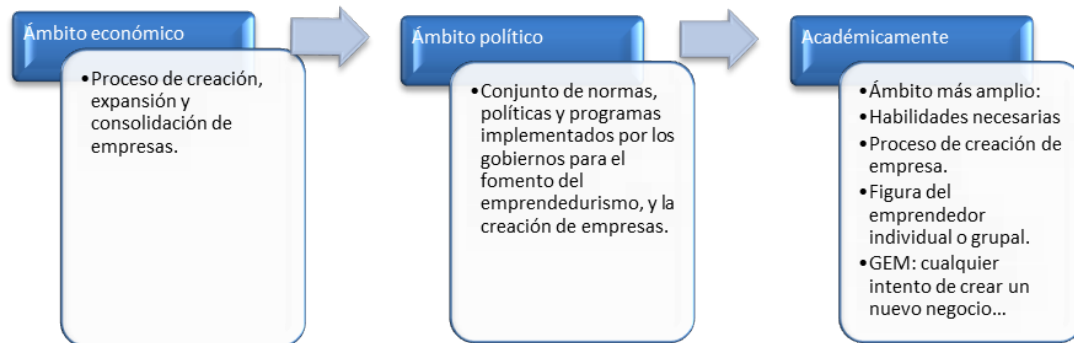 Ámbito económico
•Proceso de creación,
expansión y
consolidación de
empresas.
Ámbito político
•Conjunto de normas,
políticas y programas
implementados por los
gobiernos para el
fomento del
emprendedurismo, y la
creación de empresas.
Académicamente
•Ámbito más amplio:
•Habilidades necesarias
•Proceso de creación de
empresa.
•Figura del
emprendedor
individual o grupal.
•GEM: cualquier
intento de crear un
nuevo negocio...